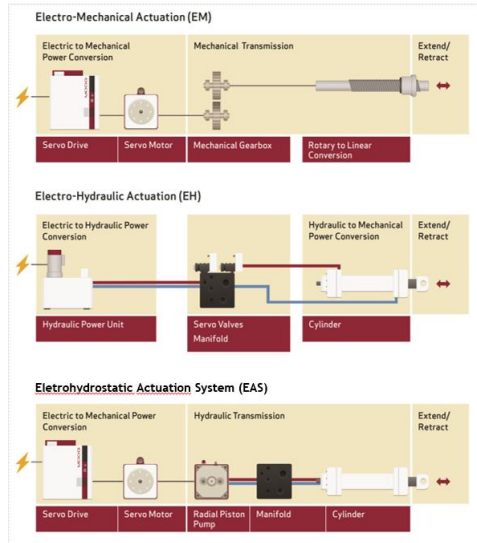 Electro-Mechanical Actuation (EM)
Electric to Mechanical
Power Conversion
Mechanical Transmission
Extend/
Retract
Servo Drive
Servo Motor
Mechanical Gearbox
Rotary to Linear
Conversion
Electro-Hydraulic Actuation (EH)
Electric to Hydraulic Power
Conversion
Hydraulic to Mechanical
Power Conversion
Extend/
Retract
Hydraulic Power Unit
Servo Valves
Manifold
Cylinder
Eletrohydrostatic Actuation System (EAS)
Electric to Mechanical Power
Conversion
Hydraulic Transmission
Extend/
Retract
Servo Drive
Servo Motor
Radial Piston
Pump
Manifold
Cylinder